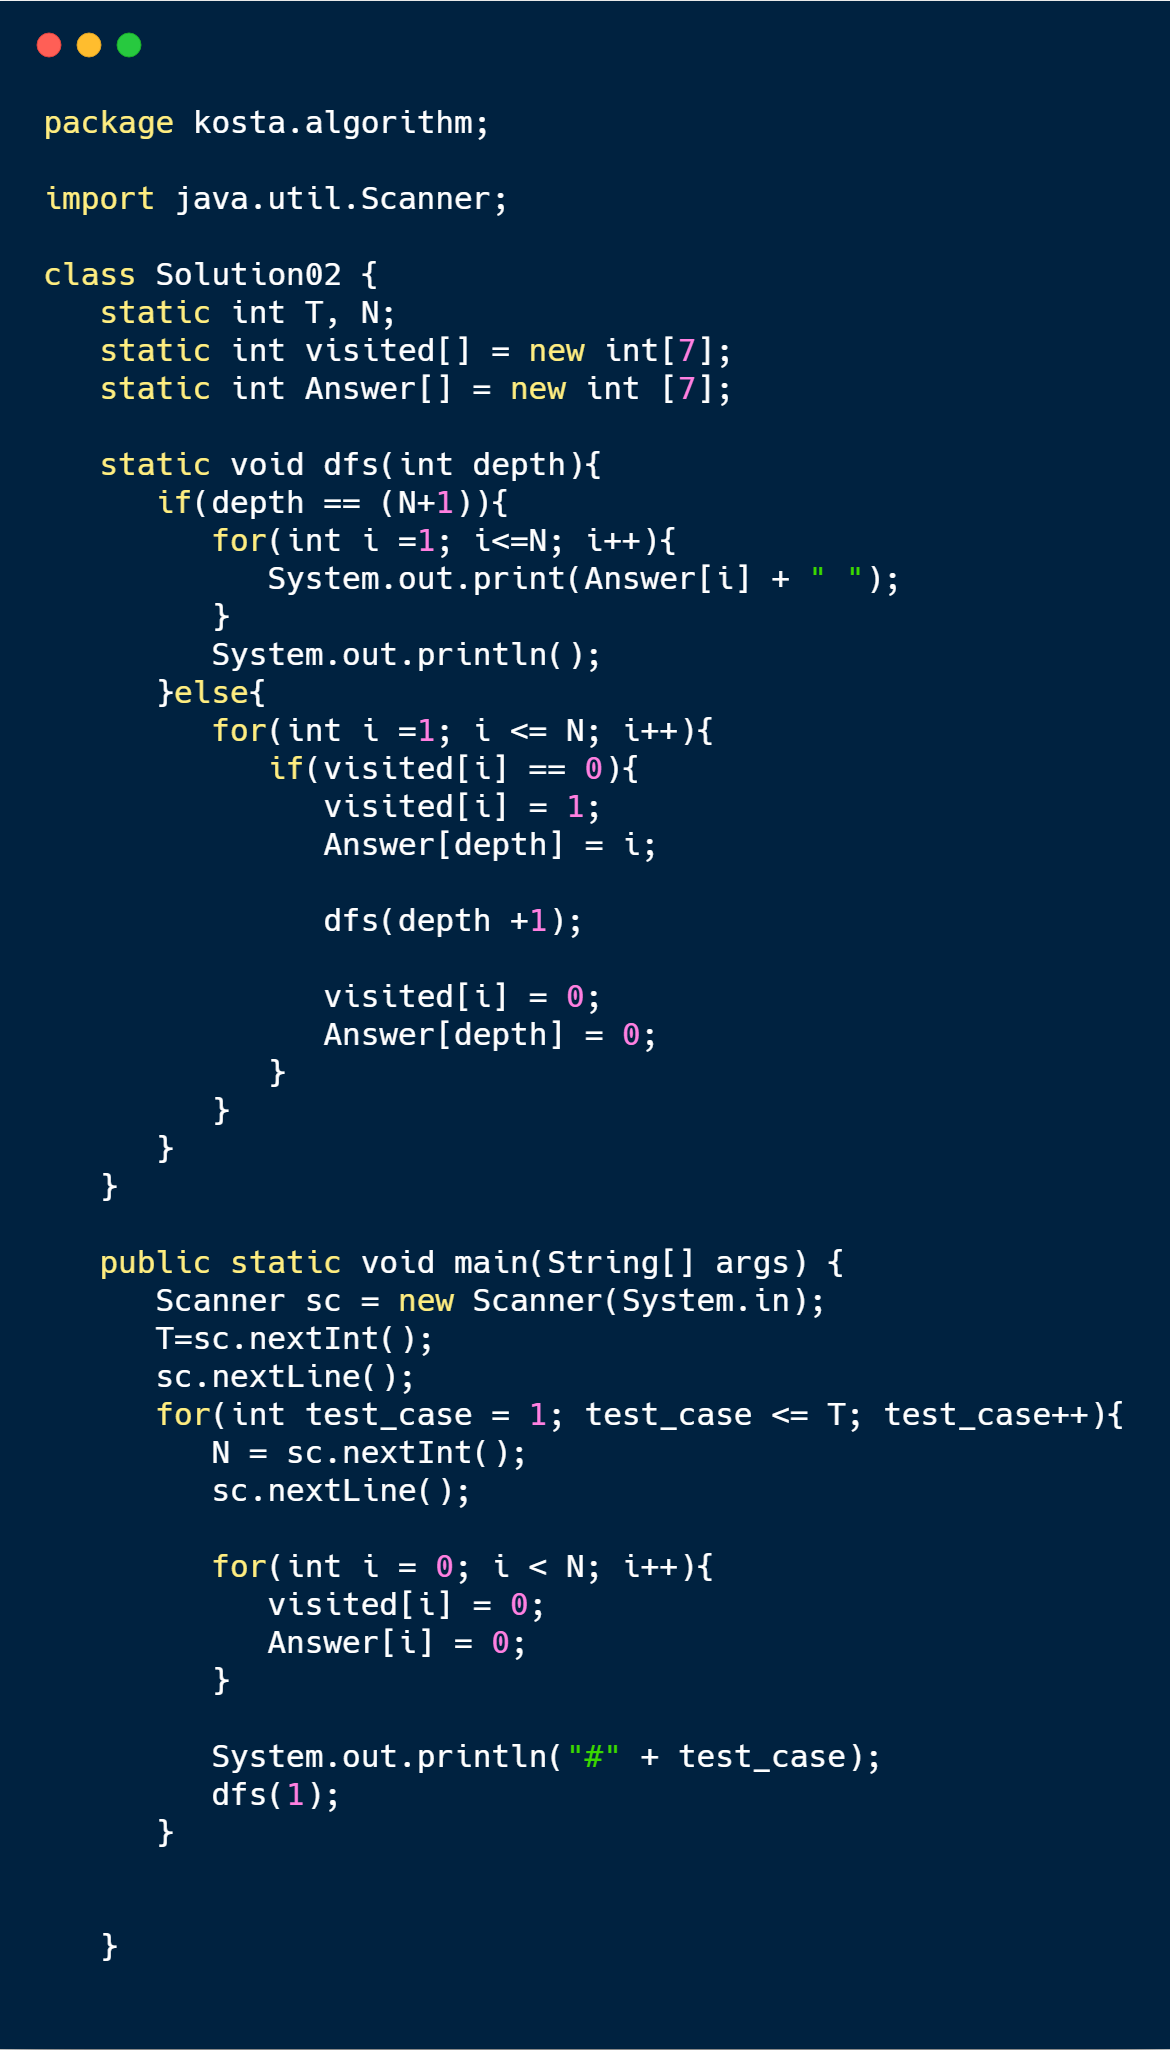 package kosta.algorithm;

import java.util.Scanner;

class Solution02 {
   static int T, N;
   static int visited[] = new int[7];
   static int Answer[] = new int [7];

   static void dfs(int depth){
      if(depth == (N+1)){
         for(int i =1; i<=N; i++){
            System.out.print(Answer[i] + " ");
         }
         System.out.println();
      }else{
         for(int i =1; i <= N; i++){
            if(visited[i] == 0){
               visited[i] = 1;
               Answer[depth] = i;

               dfs(depth +1);

               visited[i] = 0;
               Answer[depth] = 0;
            }
         }
      }
   }

   public static void main(String[] args) {
      Scanner sc = new Scanner(System.in);
      T=sc.nextInt();
      sc.nextLine();
      for(int test_case = 1; test_case <= T; test_case++){
         N = sc.nextInt();
         sc.nextLine();

         for(int i = 0; i < N; i++){
            visited[i] = 0;
            Answer[i] = 0;
         }

         System.out.println("#" + test_case);
         dfs(1);
      }


   }